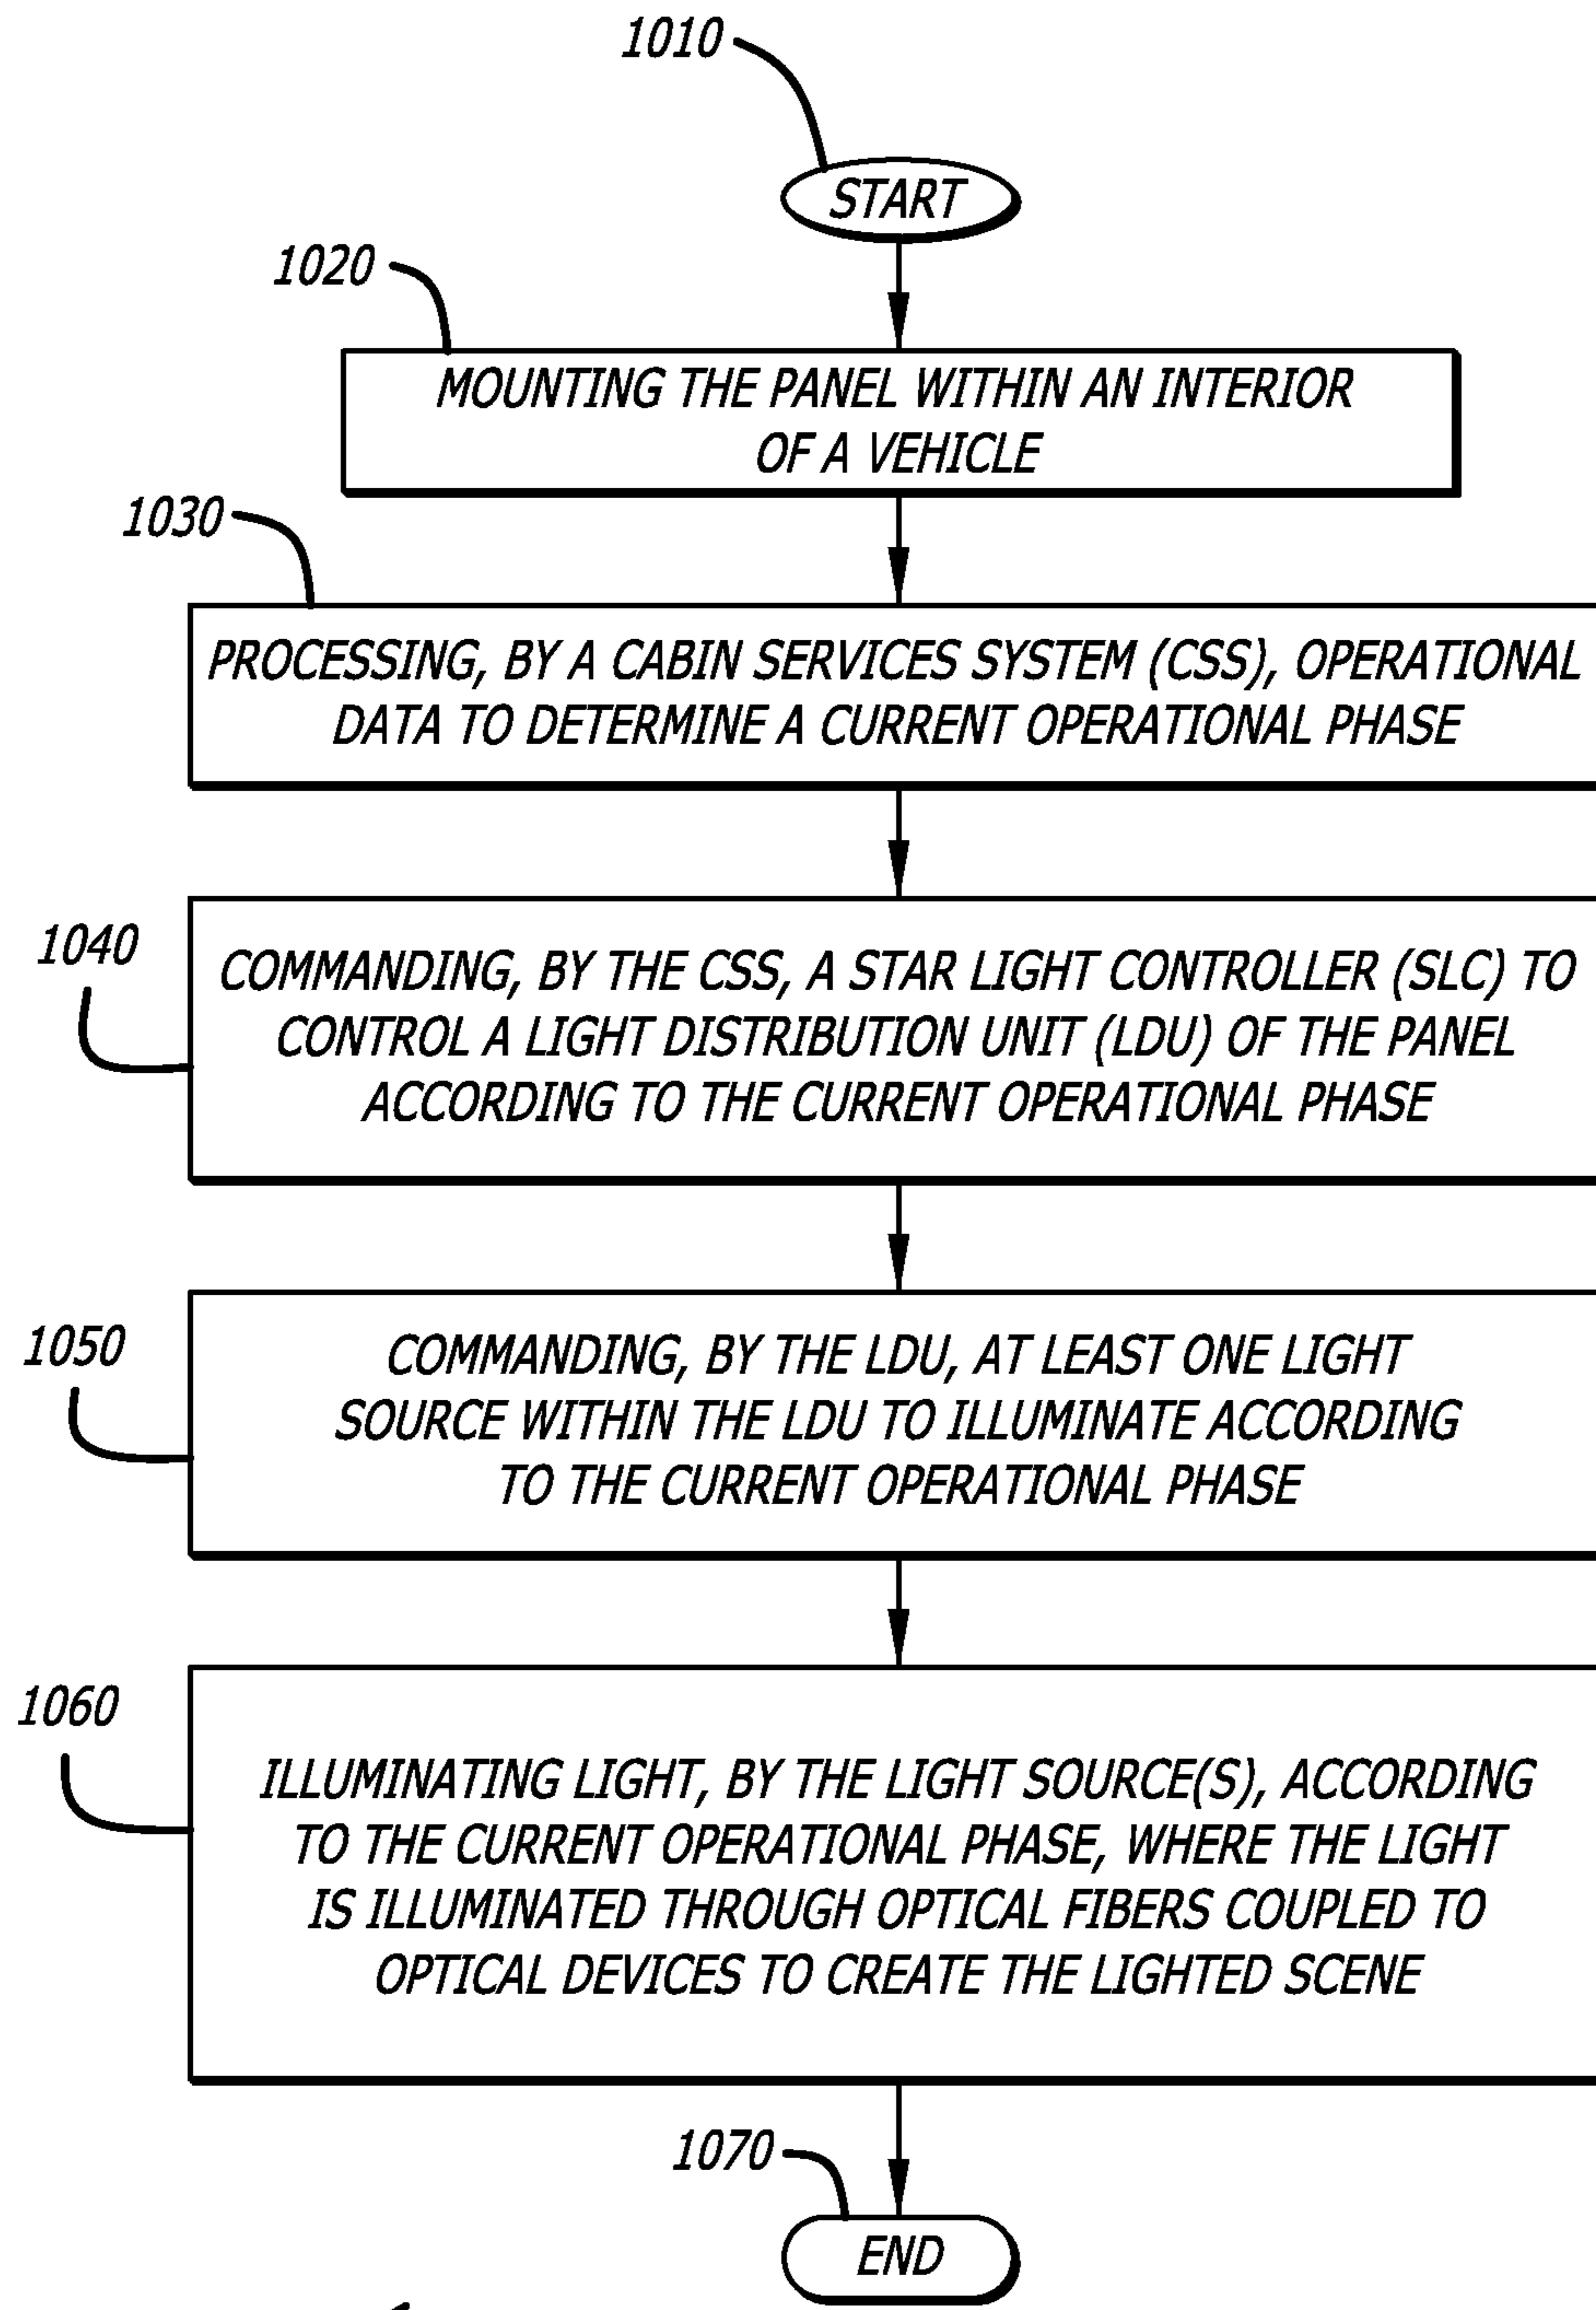 1010
START
1020
MOUNTING THE PANEL WITHIN AN INTERIOR
OF A VEHICLE
1030
PROCESSING, BY A CABIN SERVICES SYSTEM (CSS), OPERATIONAL
DATA TO DETERMINE A CURRENT OPERATIONAL PHASE
1040
COMMANDING, BY THE CSS, A STAR LIGHT CONTROLLER (SLC) TO
CONTROL A LIGHT DISTRIBUTION UNIT (LDU) OF THE PANEL
ACCORDING TO THE CURRENT OPERATIONAL PHASE
1050
COMMANDING, BY THE LDU, AT LEAST ONE LIGHT
SOURCE WITHIN THE LDU TO ILLUMINATE ACCORDING
TO THE CURRENT OPERATIONAL PHASE
1060
ILLUMINATING LIGHT, BY THE LIGHT SOURCE(S), ACCORDING
TO THE CURRENT OPERATIONAL PHASE, WHERE THE LIGHT
IS ILLUMINATED THROUGH OPTICAL FIBERS COUPLED TO
OPTICAL DEVICES TO CREATE THE LIGHTED SCENE
1070
END